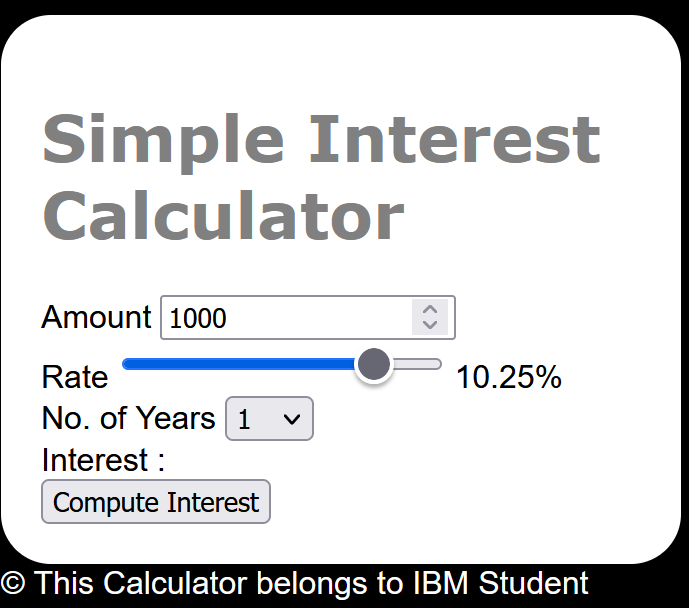 Simple Interest
Calculator
Amount 1000
Rate 10.25%
No. of Years 1
Interest :
Compute Interest
© This Calculator belongs to IBM Student